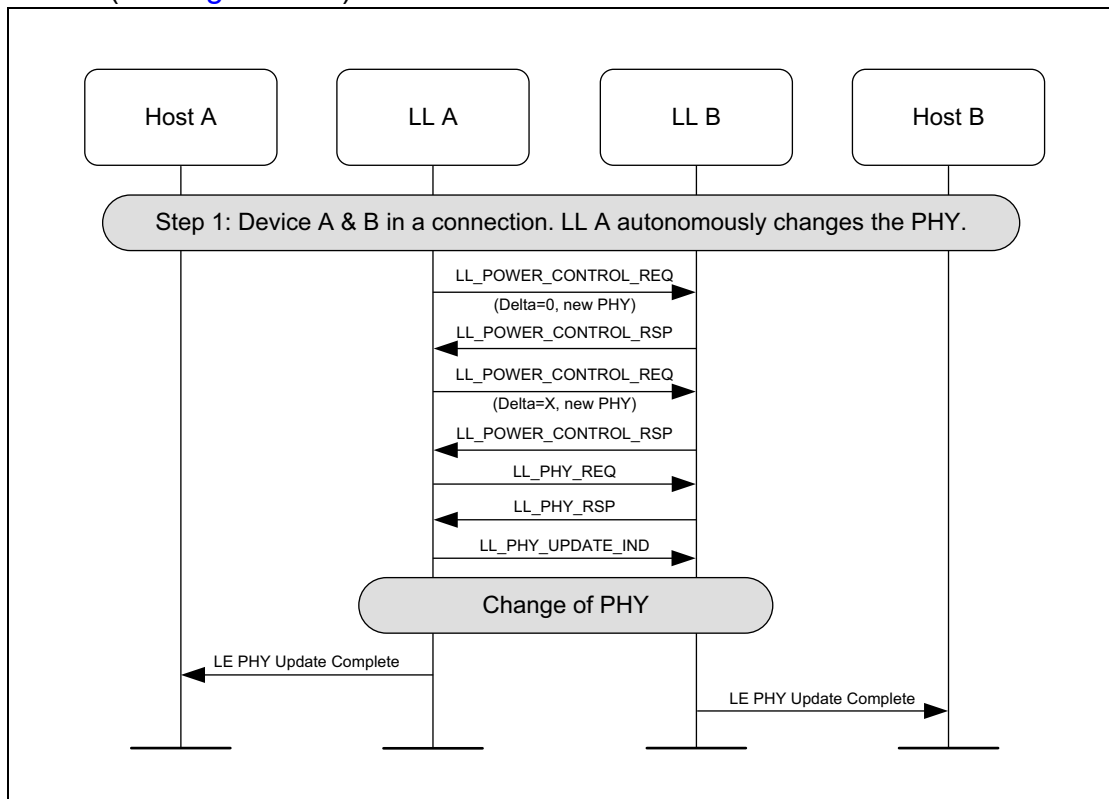 Host A
LL A
LL B
Host B
Step 1: Device A & B in a connection. LL A autonomously changes the PHY.
LL_POWER_CONTROL_REQ
(Delta=0, new PHY)
LL_POWER_CONTROL_RSP
LL_POWER_CONTROL_REQ
(Delta=X, new PHY)
LL_POWER_CONTROL_RSP
LL_PHY_REQ
LL_PHY_RSP
LL_PHY_UPDATE_IND
Change of PHY
LE PHY Update Complete
LE PHY Update Complete